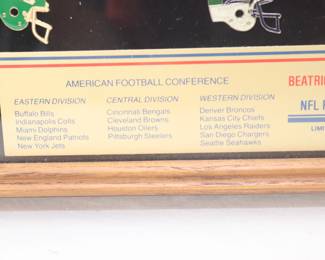 AMERICAN FOOTBALL CONFERENCE
EASTERN DIVISION
Buffalo Bills
Indianapolis Colts
Miami Dolphins
New England Patriots
New York Jets
CENTRAL DIVISION
Cincinnati Bengals
Cleveland Browns
Houston Oilers
Pittsburgh Steelers
WESTERN DIVISION
Denver Broncos
Kansas City Chiefs
Los Angeles Raiders
San Diego Chargers
Seattle Seahawks
BEATRIC
NFL
LIMI